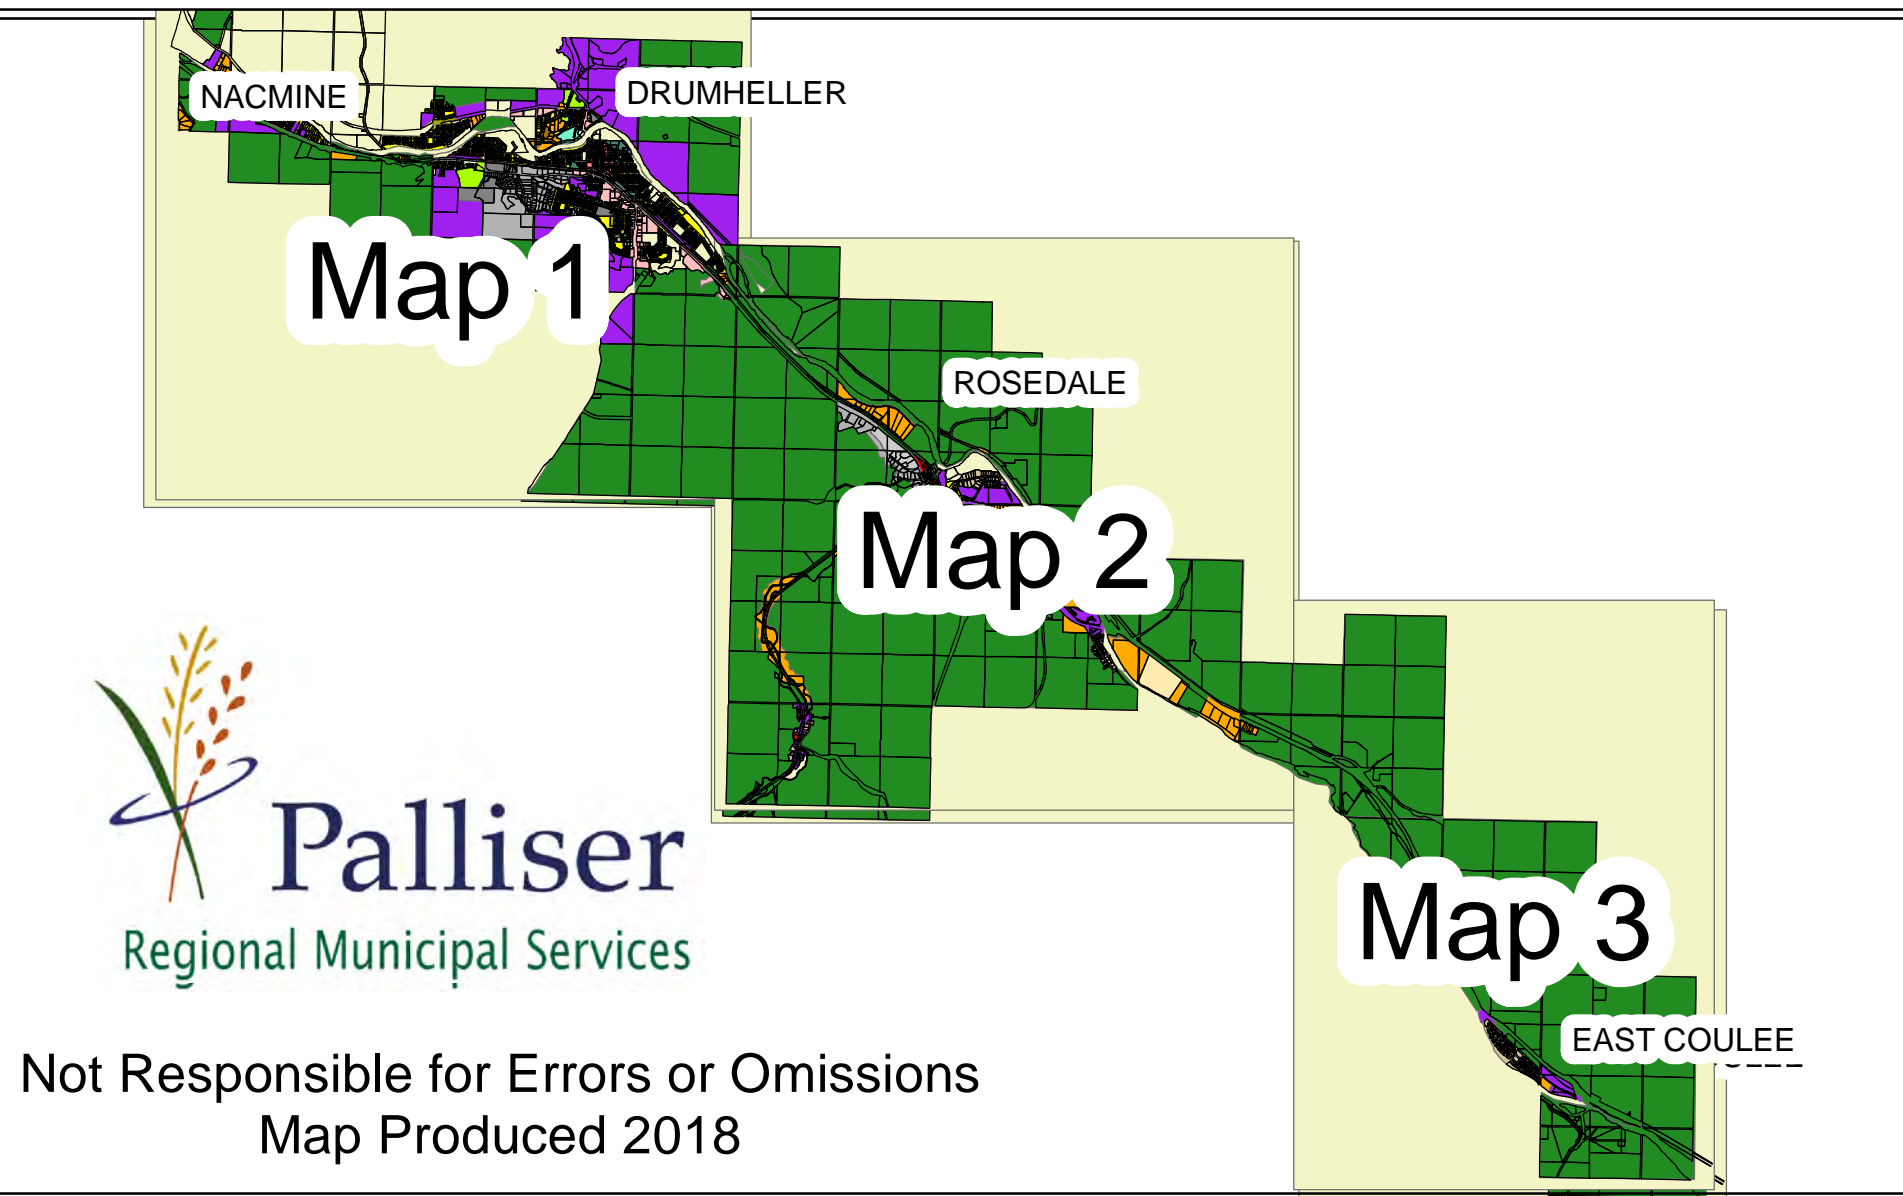 NACMINE
DRUMHELLER
Map 1
ROSEDALE
Map 2
Palliser
Regional Municipal Services
Map 3
EAST COULEE
Not Responsible for Errors or Omissions
Map Produced 2018